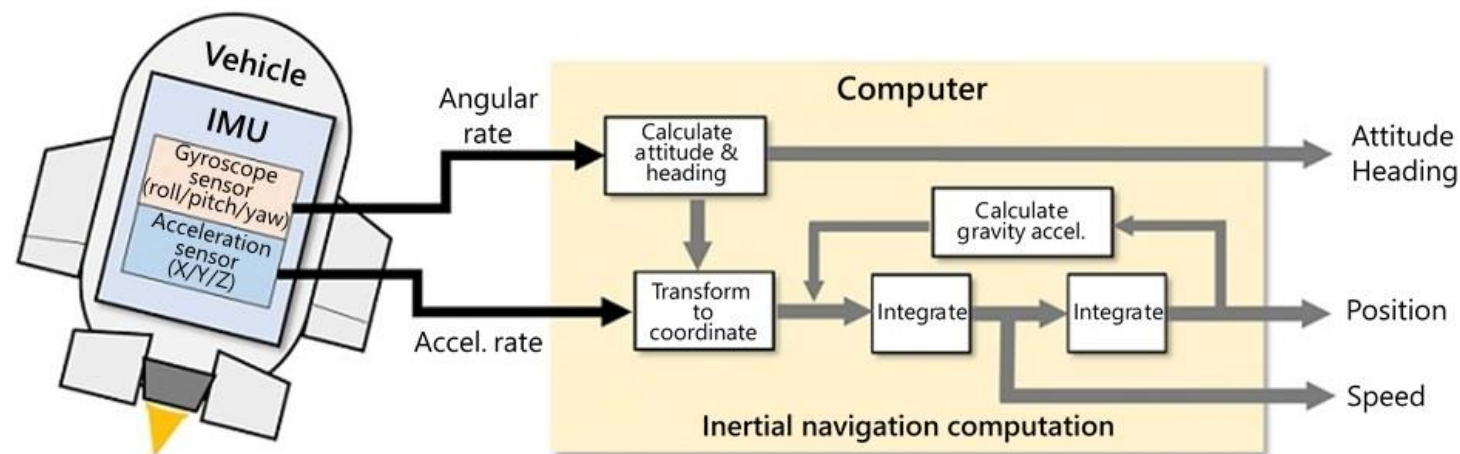 Vehicle
IMU
Gyroscope
sensor
(roll/pitch/yaw)
Acceleration
sensor
(X/Y/Z)
Angular
rate
Accel. rate
Computer
Calculate
attitude &
heading
Attitude
Heading
Calculate
gravity accel.
Transform
to
coordinate
Integrate
Integrate
Position
Speed
Inertial navigation computation